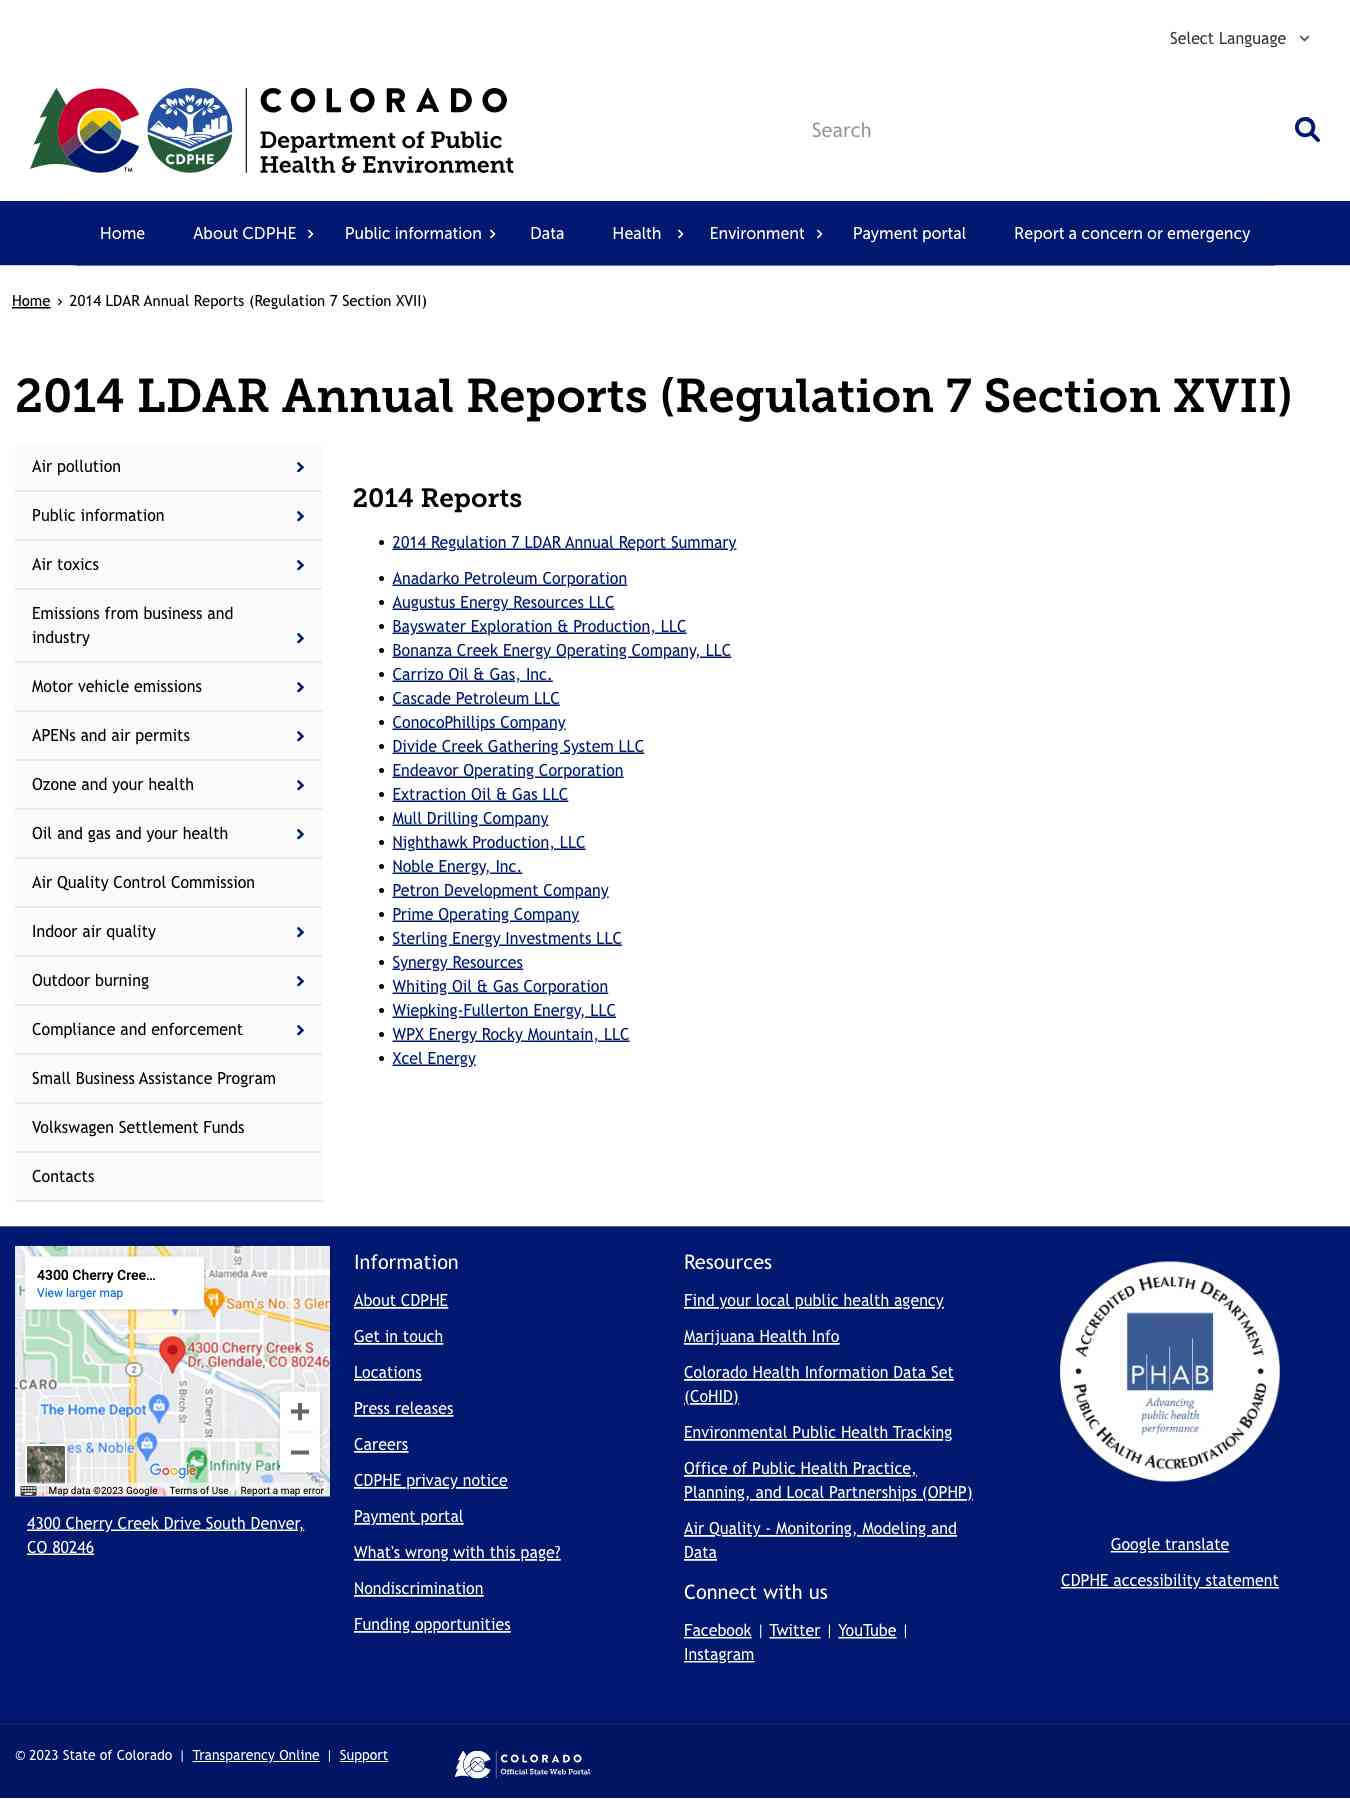 Select Language
COLORADO
Department of Public
Health & Environment
CDPHE
TM
Search
Home About CDPHE Public information Data Health Environment Payment portal Report a concern or emergency
Home › 2014 LDAR Annual Reports (Regulation 7 Section XVII)
2014 LDAR Annual Reports (Regulation 7 Section XVII)
Air pollution
Public information
Air toxics
Emissions from business and
industry
Motor vehicle emissions
APENs and air permits
Ozone and your health
Oil and gas and your health
Air Quality Control Commission
Indoor air quality
Outdoor burning
Compliance and enforcement
Small Business Assistance Program
Volkswagen Settlement Funds
Contacts
2014 Reports
• 2014 Regulation 7 LDAR Annual Report Summary
• Anadarko Petroleum Corporation
• Augustus Energy Resources LLC
• Bayswater Exploration & Production, LLC
• Bonanza Creek Energy Operating Company, LLC
• Carrizo Oil & Gas, Inc.
• Cascade Petroleum LLC
• ConocoPhillips Company
• Divide Creek Gathering System LLC
• Endeavor Operating Corporation
• Extraction Oil & Gas LLC
• Mull Drilling Company
• Nighthawk Production, LLC
• Noble Energy, Inc.
• Petron Development Company
• Prime Operating Company
• Sterling Energy Investments LLC
• Synergy Resources
• Whiting Oil & Gas Corporation
• Wiepking-Fullerton Energy, LLC
• WPX Energy Rocky Mountain, LLC
• Xcel Energy
4300 Cherry Cree...
View larger map
E Alameda Ave
Sam's No. 3 Glen
4300 Cherry Creek S
Dr, Glendale, CO 80246
2
LCARO
S Birch St
S Cherry St
The Home Depot
es & Noble
Google
Infinity Park
Map data ©2023 Google Terms of Use Report a map error
4300 Cherry Creek Drive South Denver,
CO 80246
Information
About CDPHE
Get in touch
Locations
Press releases
Careers
CDPHE privacy notice
Payment portal
What's wrong with this page?
Nondiscrimination
Funding opportunities
Resources
Find your local public health agency
Marijuana Health Info
Colorado Health Information Data Set
(CoHID)
Environmental Public Health Tracking
Office of Public Health Practice,
Planning, and Local Partnerships (OPHP)
Air Quality - Monitoring, Modeling and
Data
Connect with us
Facebook | Twitter | YouTube |
Instagram
ACCREDITED HEALTH DEPARTMENT
PHAB
Advancing
public health
performance
PUBLIC HEALTH ACCREDITATION BOARD
Google translate
CDPHE accessibility statement
© 2023 State of Colorado | Transparency Online | Support
COLORADO
Official State Web Portal